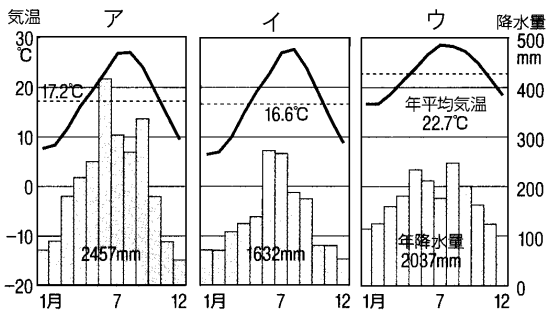 気温 ア イ ウ 降水量
30 ℃ 20 10 0 −10 −20
500 mm 400 300 200 100 0
17.2℃
2457mm
1月 7 12
16.6℃
1632mm
1月 7 12
年平均気温
22.7℃
年降水量
2037mm
1月 7 12